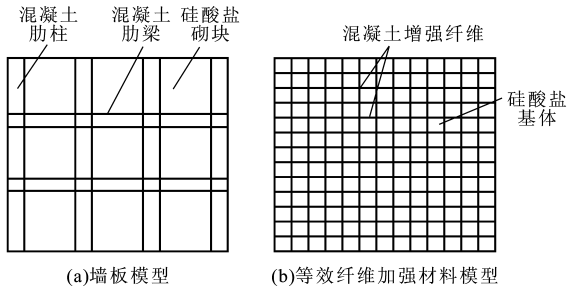 混凝土
肋柱
混凝土
肋梁
硅酸盐
砌块
混凝土增强纤维
硅酸盐
基体
(a)墙板模型
(b)等效纤维加强材料模型